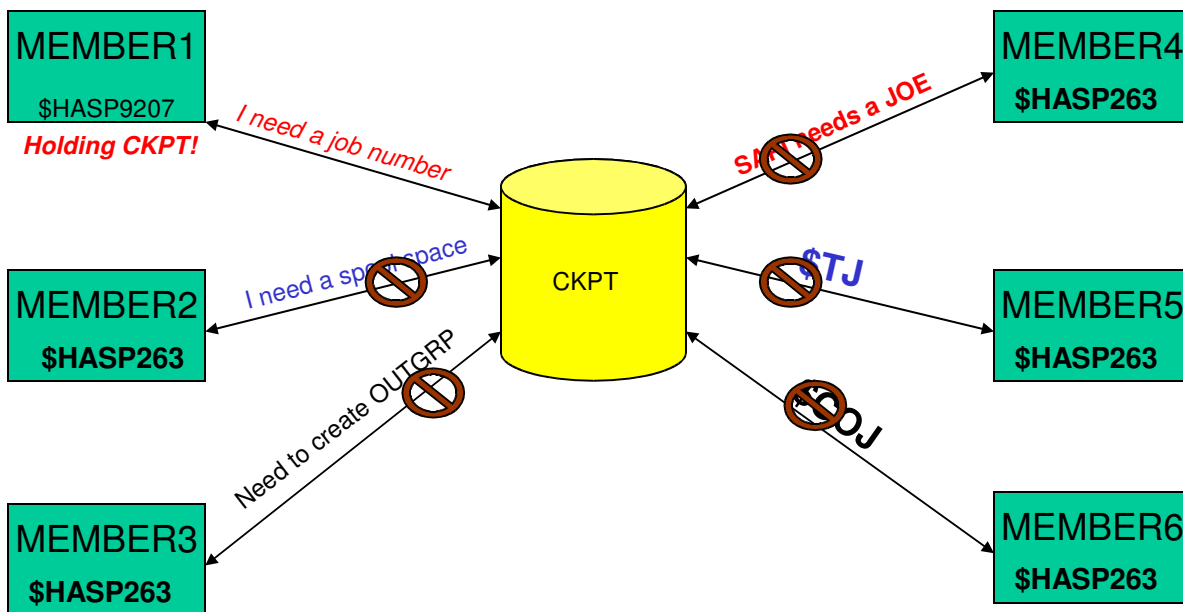 MEMBER1
$HASP9207
Holding CKPT!
I need a job number
MEMBER4
$HASP263
needs a JOE
MEMBER2
$HASP263
I need a space
CKPT
$TJ
MEMBER5
$HASP263
MEMBER3
$HASP263
Need to create OUTGRP
MEMBER6
$HASP263